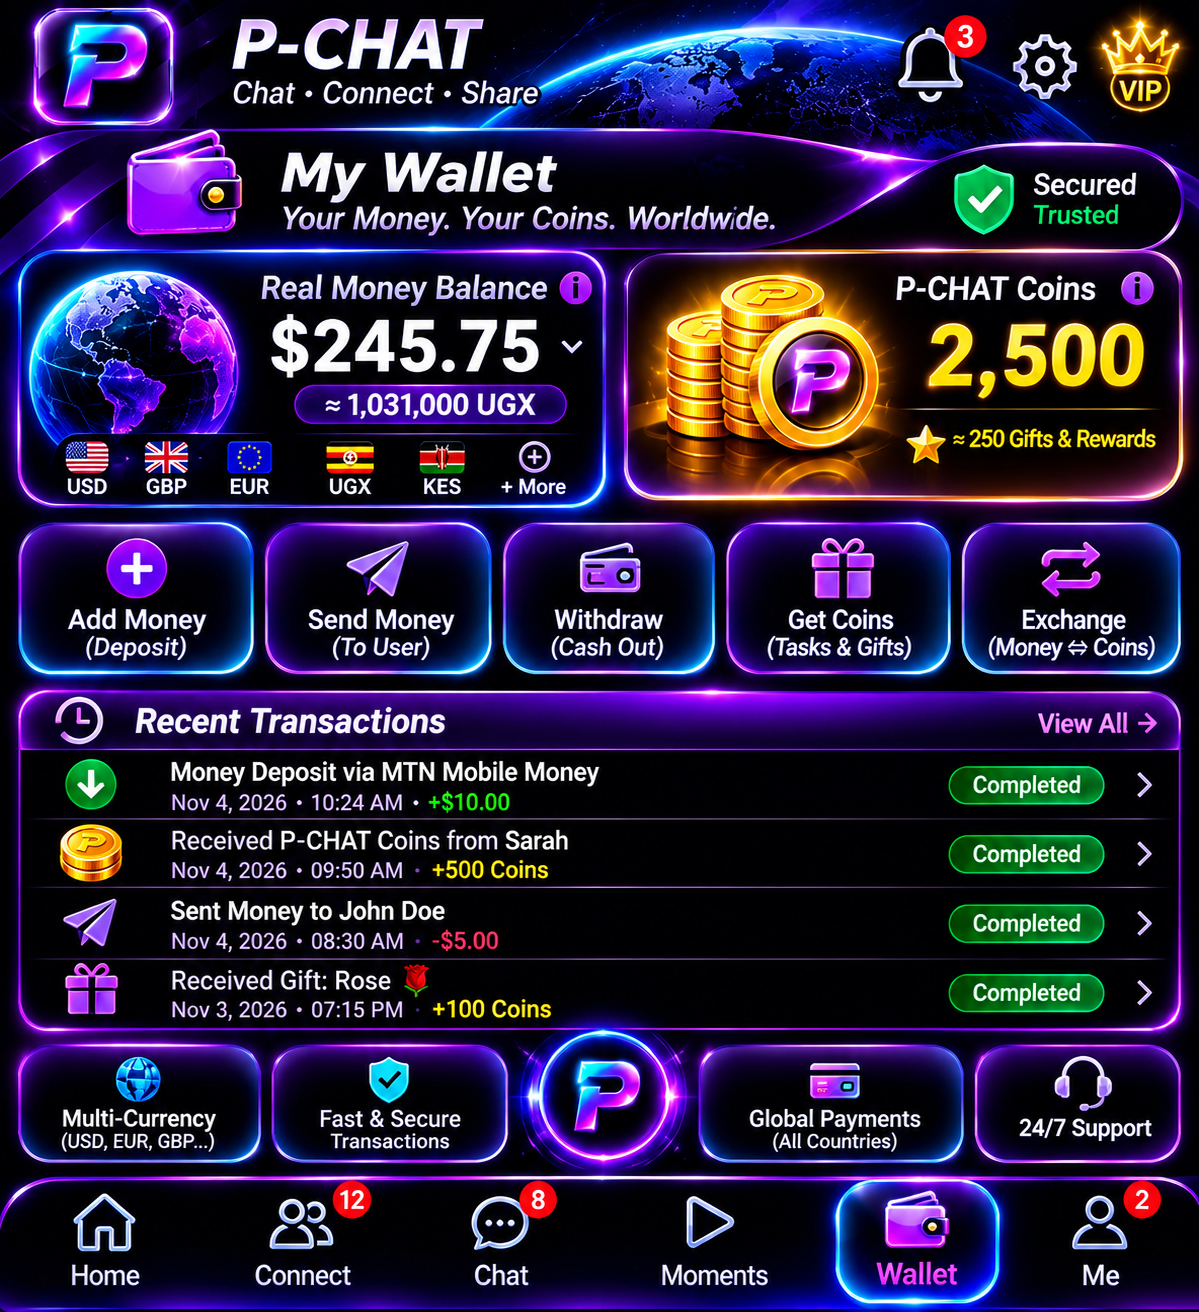 P
P-CHAT
Chat • Connect • Share
3
VIP
My Wallet
Your Money. Your Coins. Worldwide.
Secured
Trusted
Real Money Balance i
$245.75
≈ 1,031,000 UGX
USD GBP EUR UGX KES + More
P-CHAT Coins i
2,500
≈ 250 Gifts & Rewards
P
P
P
Add Money
(Deposit)
Send Money
(To User)
Withdraw
(Cash Out)
Get Coins
(Tasks & Gifts)
Exchange
(Money ⇔ Coins)
Recent Transactions
View All →
Money Deposit via MTN Mobile Money
Nov 4, 2026 • 10:24 AM • +$10.00
Completed
P
Received P-CHAT Coins from Sarah
Nov 4, 2026 • 09:50 AM • +500 Coins
Completed
Sent Money to John Doe
Nov 4, 2026 • 08:30 AM • -$5.00
Completed
Received Gift: Rose 🌹
Nov 3, 2026 • 07:15 PM • +100 Coins
Completed
Multi-Currency
(USD, EUR, GBP...)
Fast & Secure
Transactions
P
Global Payments
(All Countries)
24/7 Support
Home
12
Connect
8
Chat
Moments
Wallet
2
Me